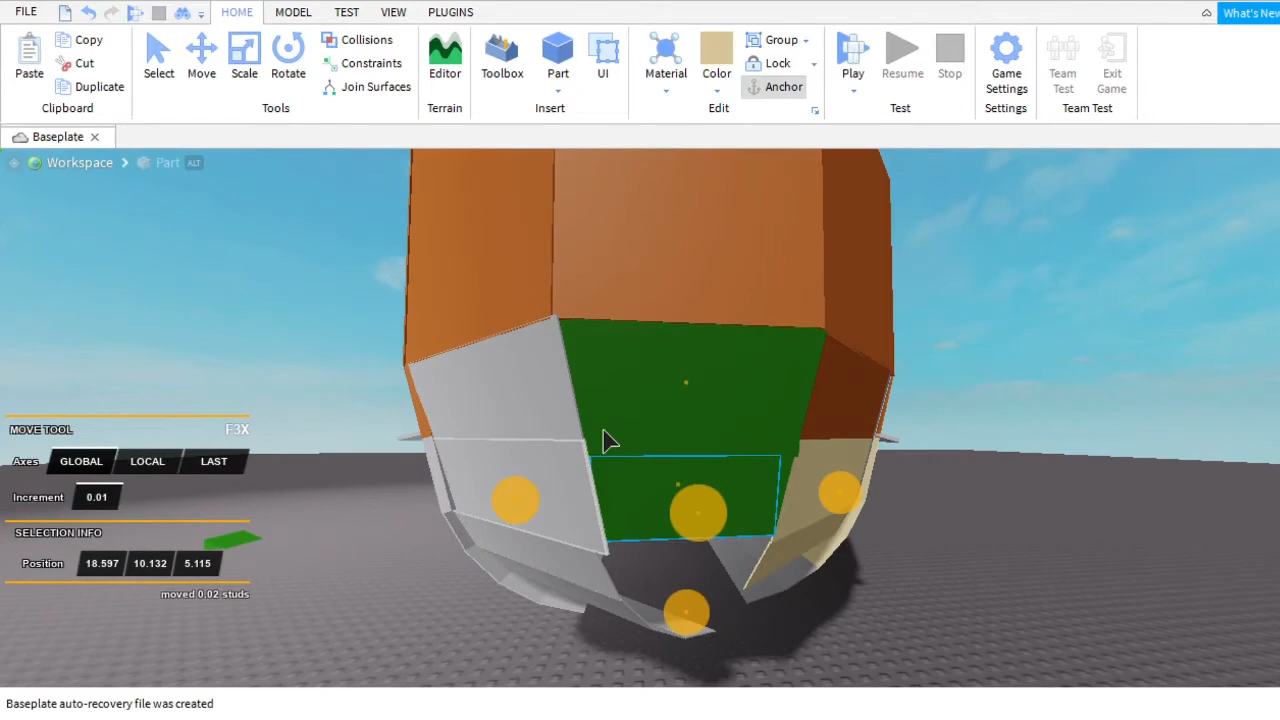 FILE HOME MODEL TEST VIEW PLUGINS What's New
Paste Copy Cut Duplicate Clipboard
Select Move Scale Rotate Collisions Constraints Join Surfaces Tools
Editor Terrain
Toolbox Part UI Insert
Material Color Group Lock Anchor Edit
Play Resume Stop Test
Game Settings Settings
Team Test Exit Game Team Test
Baseplate
Workspace Part ALT
MOVE TOOL F3X
Axes GLOBAL LOCAL LAST
Increment 0.01
SELECTION INFO
Position 18.597 10.132 5.115
moved 0.02 studs
Baseplate auto-recovery file was created